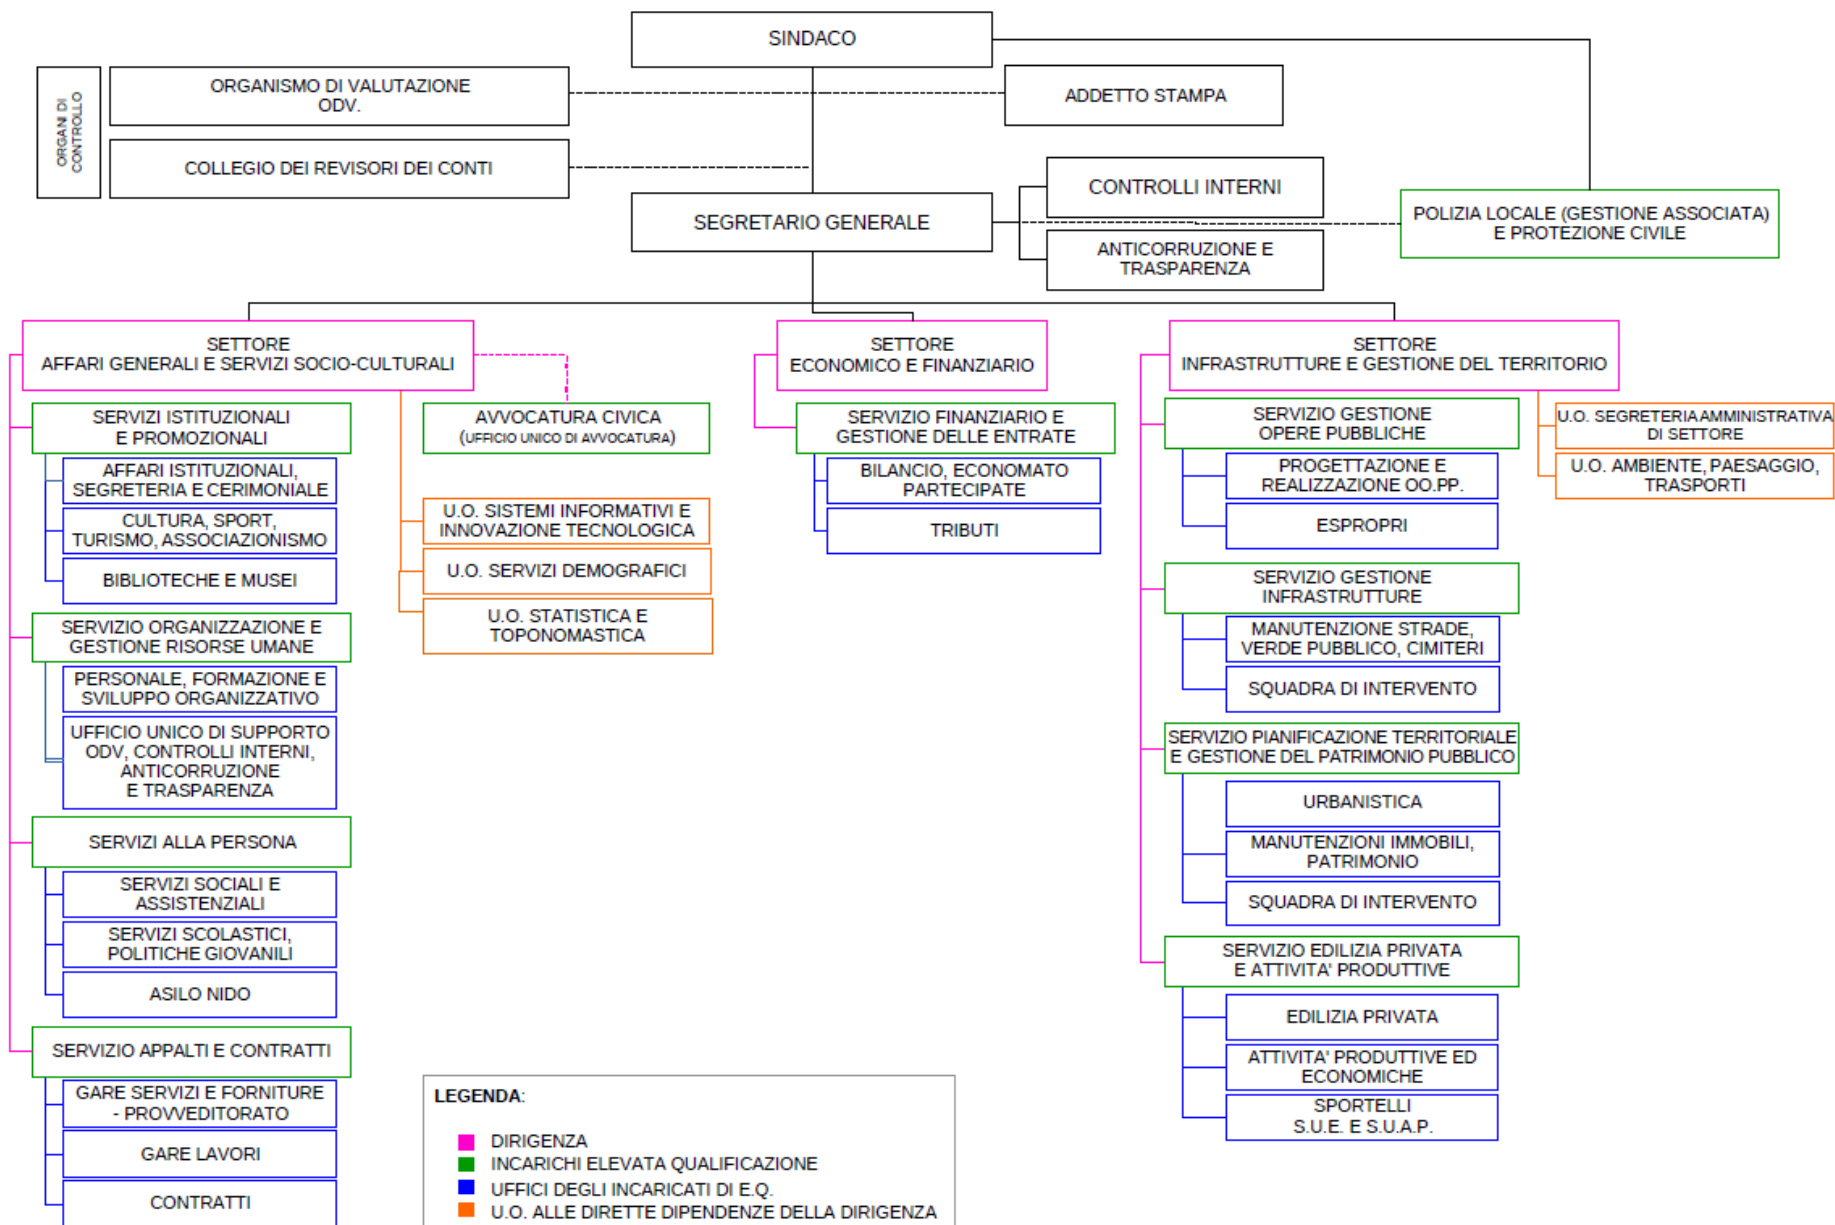 SINDACO
ORGANI DI
CONTROLLO
ORGANISMO DI VALUTAZIONE
ODV.
ADDETTO STAMPA
COLLEGIO DEI REVISORI DEI CONTI
SEGRETARIO GENERALE
CONTROLLI INTERNI
ANTICORRUZIONE E
TRASPARENZA
POLIZIA LOCALE (GESTIONE ASSOCIATA)
E PROTEZIONE CIVILE
SETTORE
AFFARI GENERALI E SERVIZI SOCIO-CULTURALI
SERVIZI ISTITUZIONALI
E PROMOZIONALI
AFFARI ISTITUZIONALI,
SEGRETERIA E CERIMONIALE
CULTURA, SPORT,
TURISMO, ASSOCIAZIONISMO
BIBLIOTECHE E MUSEI
SERVIZIO ORGANIZZAZIONE E
GESTIONE RISORSE UMANE
PERSONALE, FORMAZIONE E
SVILUPPO ORGANIZZATIVO
UFFICIO UNICO DI SUPPORTO
ODV, CONTROLLI INTERNI,
ANTICORRUZIONE
E TRASPARENZA
SERVIZI ALLA PERSONA
SERVIZI SOCIALI E
ASSISTENZIALI
SERVIZI SCOLASTICI,
POLITICHE GIOVANILI
ASILO NIDO
SERVIZIO APPALTI E CONTRATTI
GARE SERVIZI E FORNITURE
- PROVVEDITORATO
GARE LAVORI
CONTRATTI
AVVOCATURA CIVICA
(UFFICIO UNICO DI AVVOCATURA)
U.O. SISTEMI INFORMATIVI E
INNOVAZIONE TECNOLOGICA
U.O. SERVIZI DEMOGRAFICI
U.O. STATISTICA E
TOPONOMASTICA
SETTORE
ECONOMICO E FINANZIARIO
SERVIZIO FINANZIARIO E
GESTIONE DELLE ENTRATE
BILANCIO, ECONOMATO
PARTECIPATE
TRIBUTI
SETTORE
INFRASTRUTTURE E GESTIONE DEL TERRITORIO
SERVIZIO GESTIONE
OPERE PUBBLICHE
PROGETTAZIONE E
REALIZZAZIONE OO.PP.
ESPROPRI
SERVIZIO GESTIONE
INFRASTRUTTURE
MANUTENZIONE STRADE,
VERDE PUBBLICO, CIMITERI
SQUADRA DI INTERVENTO
SERVIZIO PIANIFICAZIONE TERRITORIALE
E GESTIONE DEL PATRIMONIO PUBBLICO
URBANISTICA
MANUTENZIONI IMMOBILI,
PATRIMONIO
SQUADRA DI INTERVENTO
SERVIZIO EDILIZIA PRIVATA
E ATTIVITA' PRODUTTIVE
EDILIZIA PRIVATA
ATTIVITA' PRODUTTIVE ED
ECONOMICHE
SPORTELLI
S.U.E. E S.U.A.P.
U.O. SEGRETERIA AMMINISTRATIVA
DI SETTORE
U.O. AMBIENTE, PAESAGGIO,
TRASPORTI
LEGENDA:
DIRIGENZA
INCARICHI ELEVATA QUALIFICAZIONE
UFFICI DEGLI INCARICATI DI E.Q.
U.O. ALLE DIRETTE DIPENDENZE DELLA DIRIGENZA